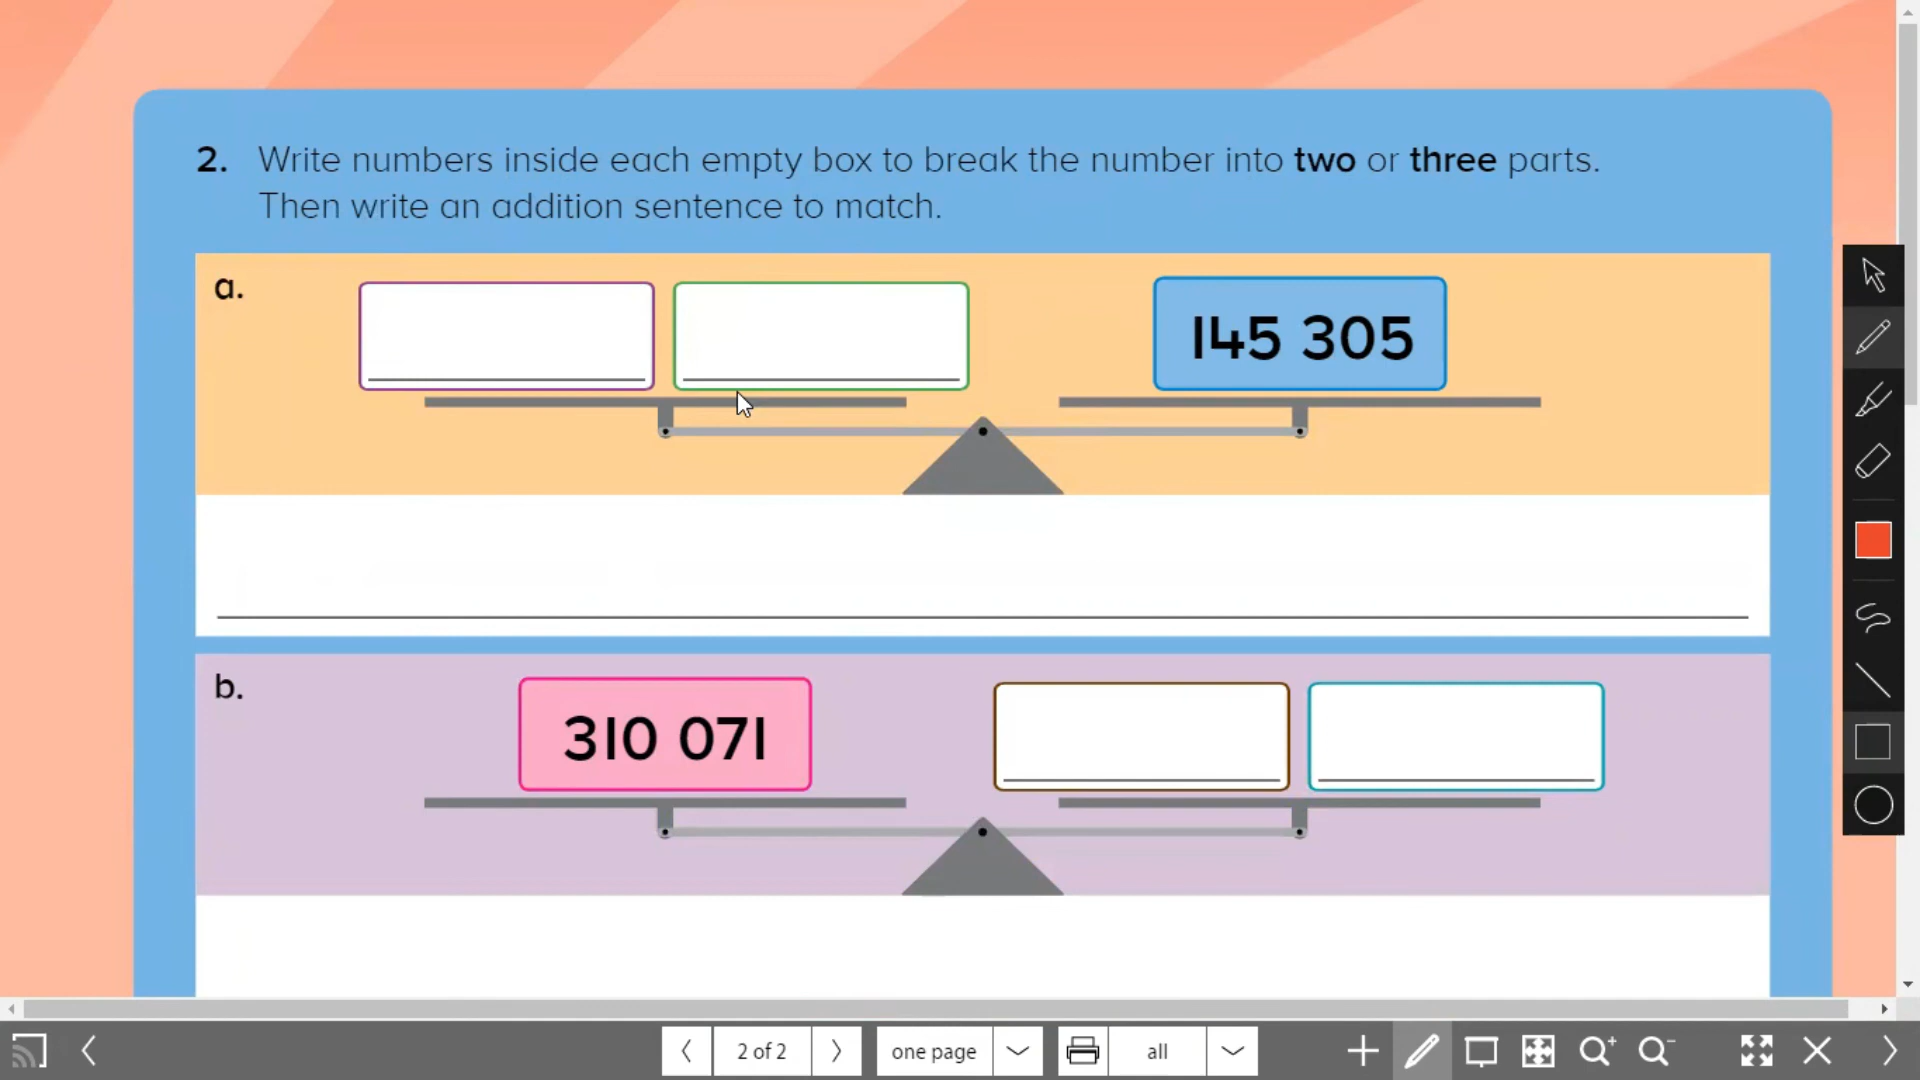 2. Write numbers inside each empty box to break the number into two or three parts.
Then write an addition sentence to match.
a.
145 305
b.
310 071
2 of 2
one page
all